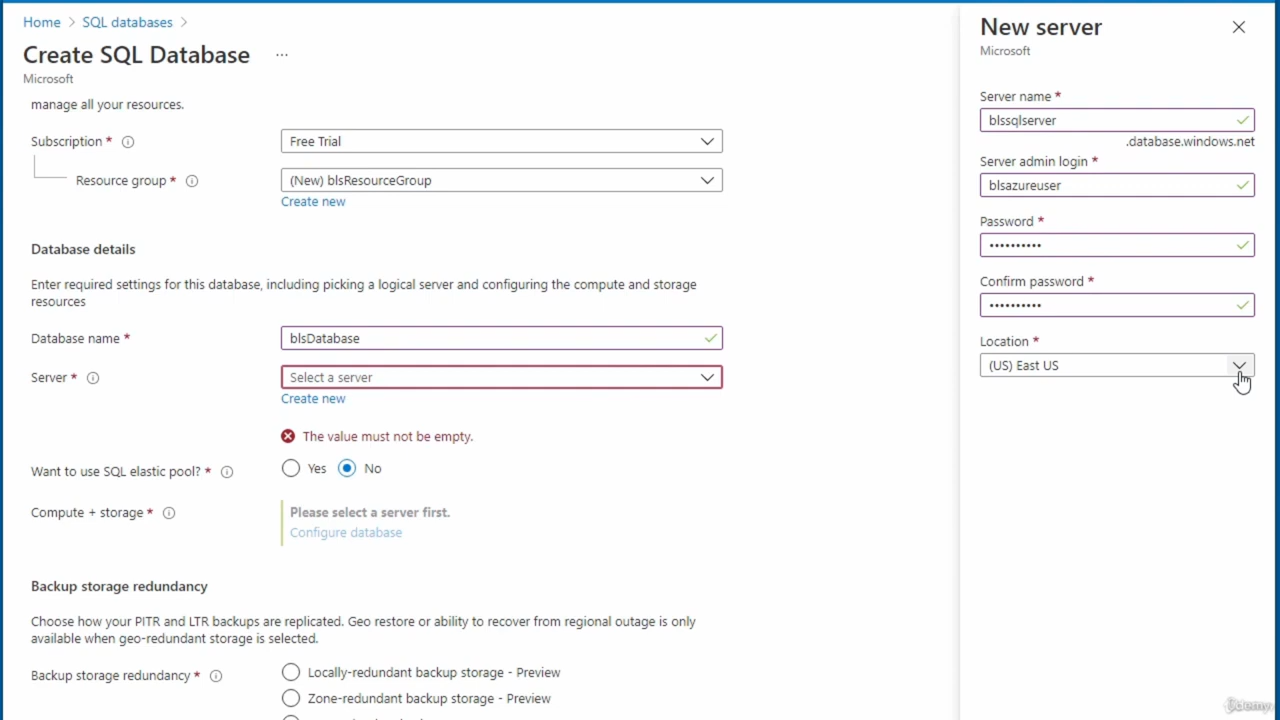 Home > SQL databases >
Create SQL Database ...
Microsoft
manage all your resources.
Subscription *
Free Trial
Resource group *
(New) blsResourceGroup
Create new
Database details
Enter required settings for this database, including picking a logical server and configuring the compute and storage
resources
Database name *
blsDatabase
Server *
Select a server
Create new
The value must not be empty.
Want to use SQL elastic pool? *
Yes No
Compute + storage *
Please select a server first.
Configure database
Backup storage redundancy
Choose how your PITR and LTR backups are replicated. Geo restore or ability to recover from regional outage is only
available when geo-redundant storage is selected.
Backup storage redundancy *
Locally-redundant backup storage - Preview
Zone-redundant backup storage - Preview
New server
Microsoft
Server name *
blssqlserver
.database.windows.net
Server admin login *
blsazureuser
Password *
••••••••••
Confirm password *
••••••••••
Location *
(US) East US
Udemy